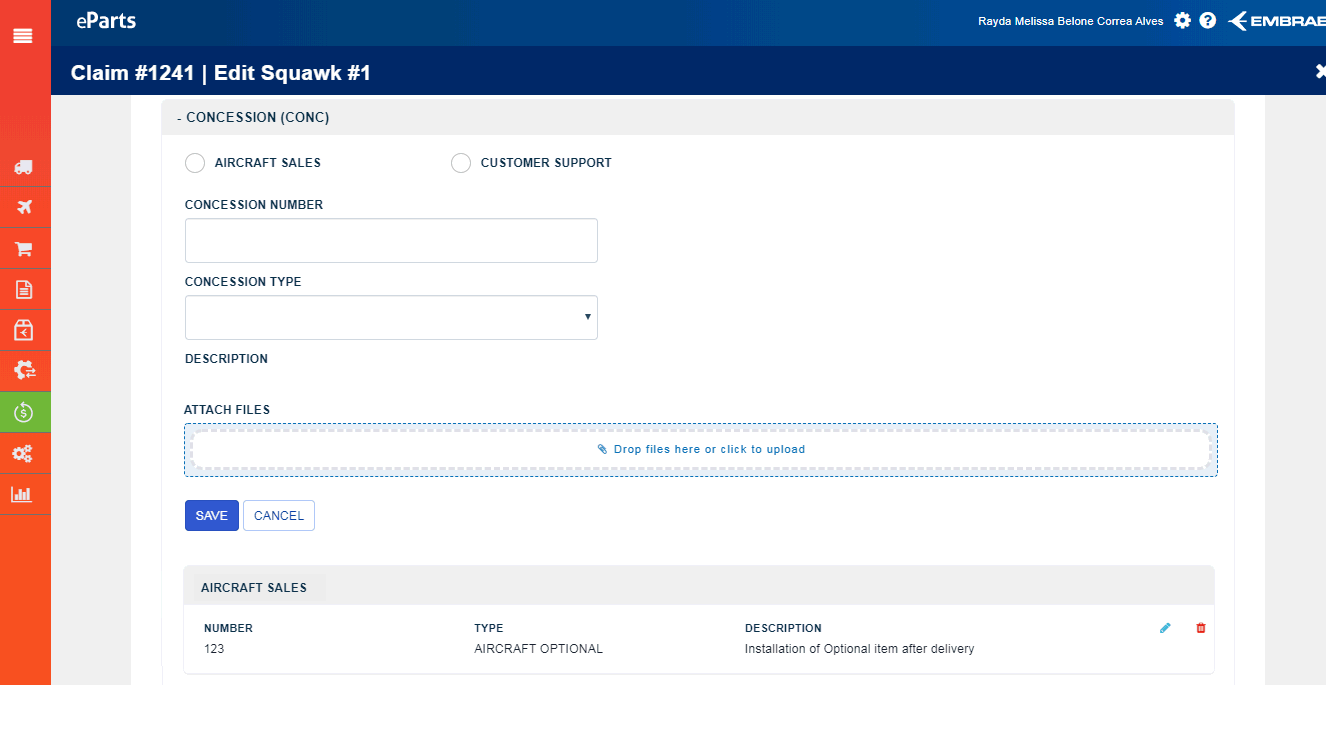 eParts
Rayda Melissa Belone Correa Alves
EMBRAE
Claim #1241 | Edit Squawk #1
- CONCESSION (CONC)
AIRCRAFT SALES
CUSTOMER SUPPORT
CONCESSION NUMBER
CONCESSION TYPE
DESCRIPTION
ATTACH FILES
Drop files here or click to upload
SAVE
CANCEL
AIRCRAFT SALES
NUMBER
TYPE
DESCRIPTION
123
AIRCRAFT OPTIONAL
Installation of Optional item after delivery